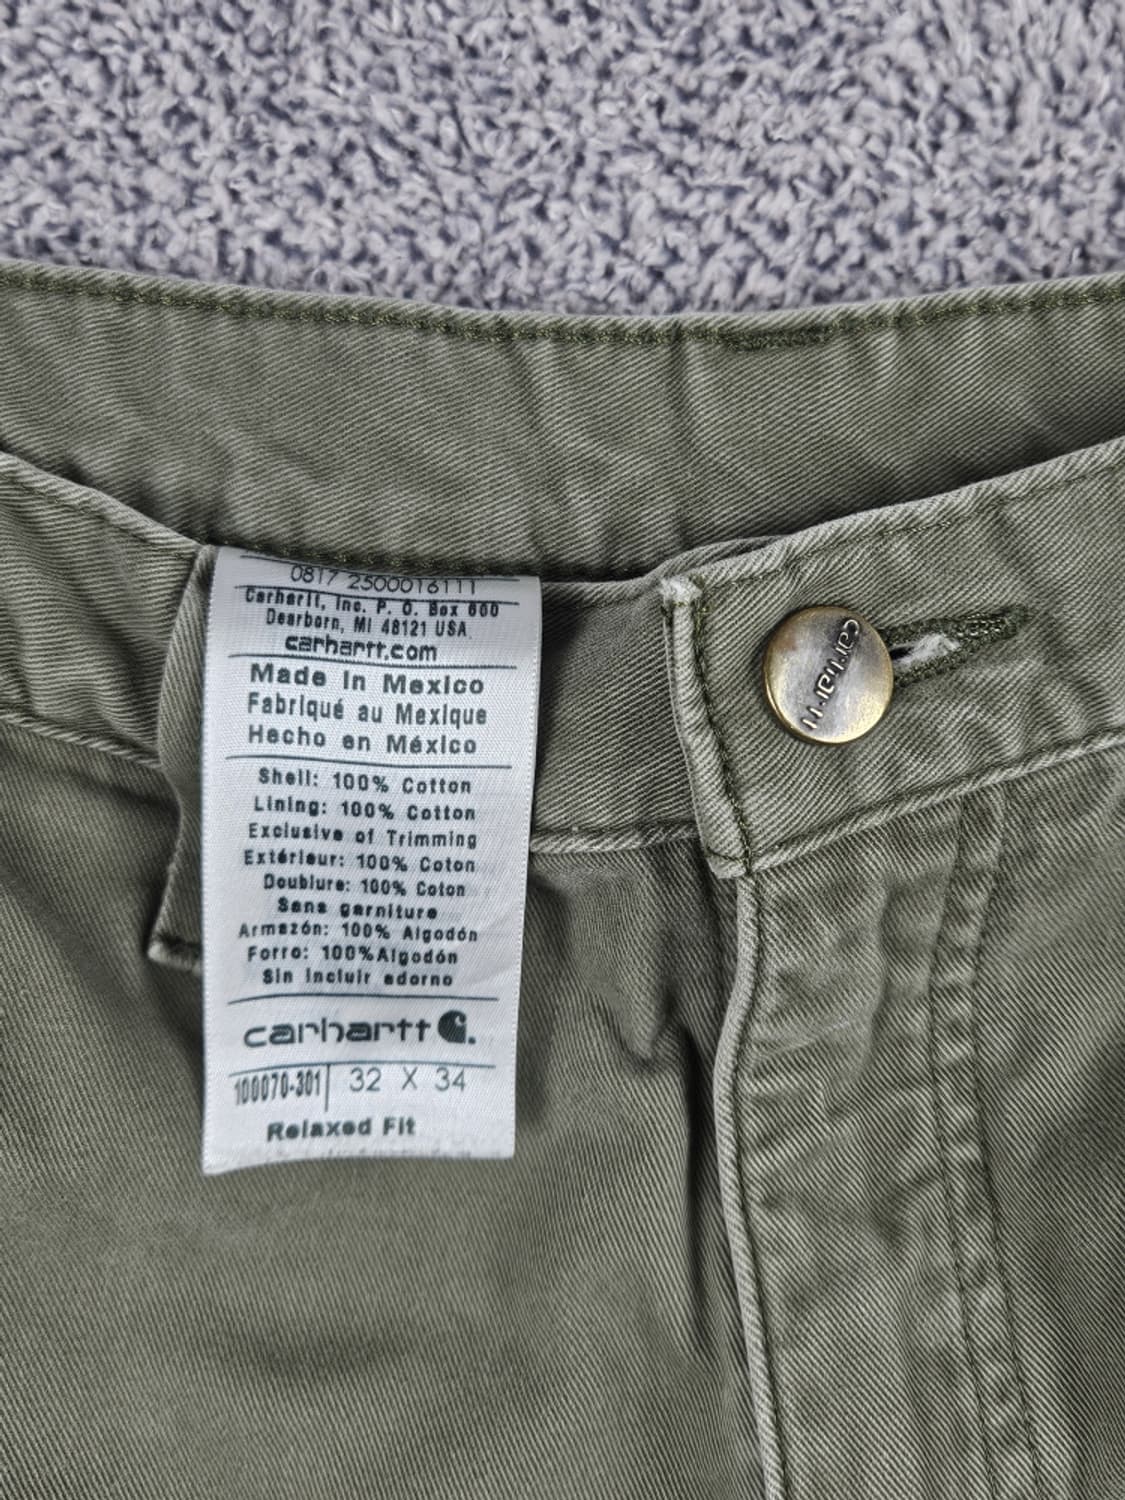 0817 2500016111
Carhartt, Inc. P. O. Box 600
Dearborn, MI 48121 USA
carhartt.com
Made in Mexico
Fabriqué au Mexique
Hecho en México
Shell: 100% Cotton
Lining: 100% Cotton
Exclusive of Trimming
Extérieur: 100% Coton
Doublure: 100% Coton
Sans garniture
Armazón: 100% Algodón
Forro: 100%Algodón
Sin incluir adorno
carhartt
100070-301 32 X 34
Relaxed Fit
carhartt